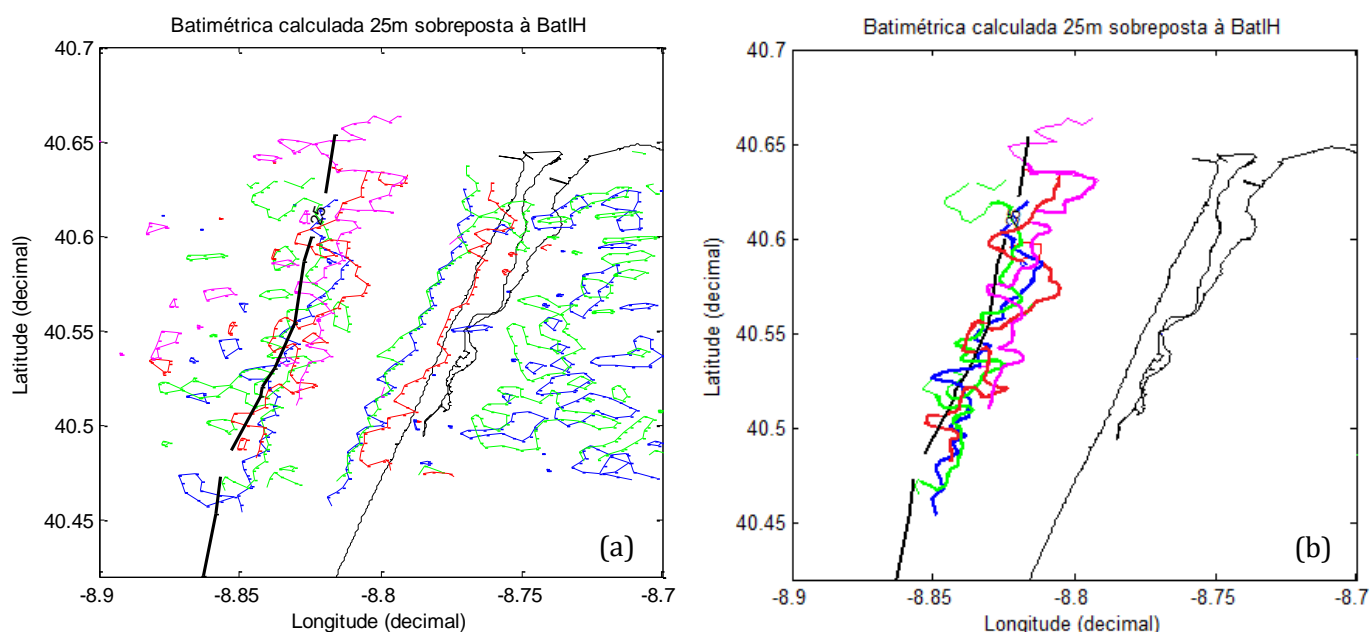 Batimétrica calculada 25m sobreposta à BatIH
40.7
40.65
40.6
40.55
40.5
40.45
Latitude (decimal)
25
(a)
-8.9
-8.85
-8.8
-8.75
-8.7
Longitude (decimal)
Batimétrica calculada 25m sobreposta à BatIH
40.7
40.65
40.6
40.55
40.5
40.45
Latitude (decimal)
(b)
-8.9
-8.85
-8.8
-8.75
-8.7
Longitude (decimal)